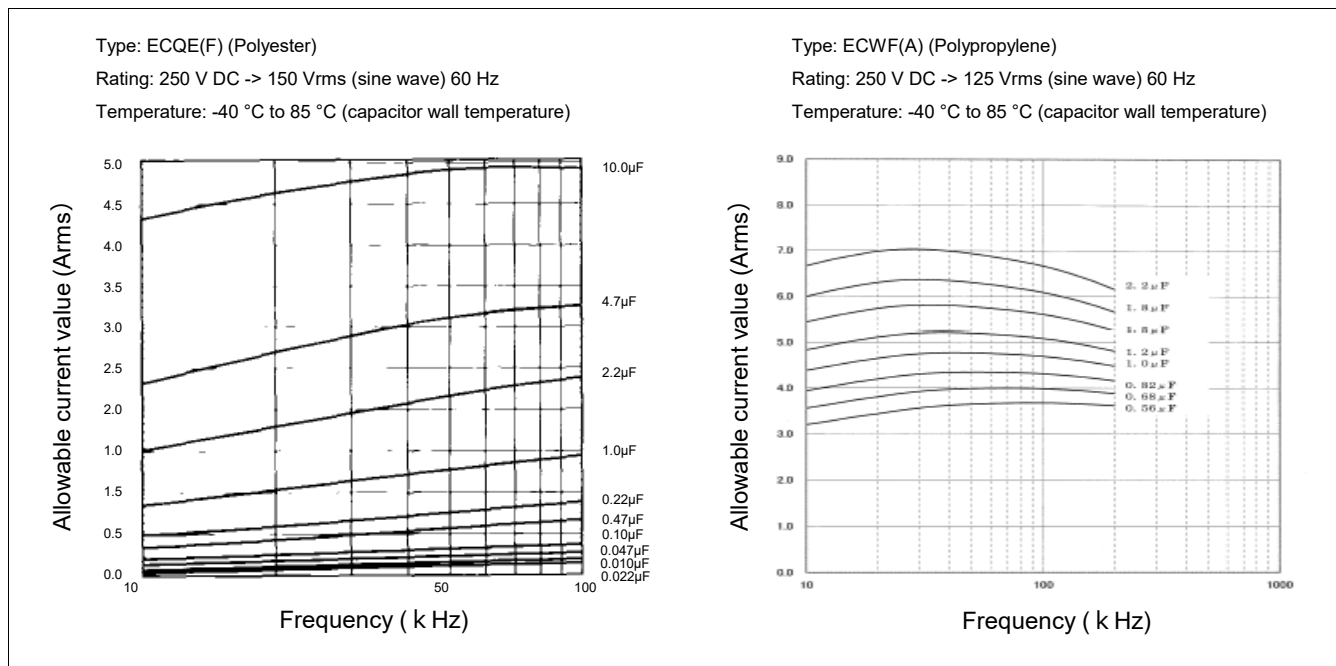 Type: ECQE(F) (Polyester)
Rating: 250 V DC -> 150 Vrms (sine wave) 60 Hz
Temperature: -40 °C to 85 °C (capacitor wall temperature)
Allowable current value (Arms)
5.0
4.5
4.0
3.5
3.0
2.5
2.0
1.0
1.5
0.5
0.0
10.0µF
4.7µF
2.2µF
1.0µF
0.22µF
0.47µF
0.10µF
0.047µF
0.010µF
0.022µF
10
50
100
Frequency ( k Hz)
Type: ECWF(A) (Polypropylene)
Rating: 250 V DC -> 125 Vrms (sine wave) 60 Hz
Temperature: -40 °C to 85 °C (capacitor wall temperature)
Allowable current value (Arms)
9.0
8.0
7.0
6.0
5.0
4.0
3.0
2.0
1.0
0.0
2.2µF
1.8µF
1.5µF
1.2µF
1.0µF
0.82µF
0.68µF
0.56µF
10
100
1000
Frequency ( k Hz)